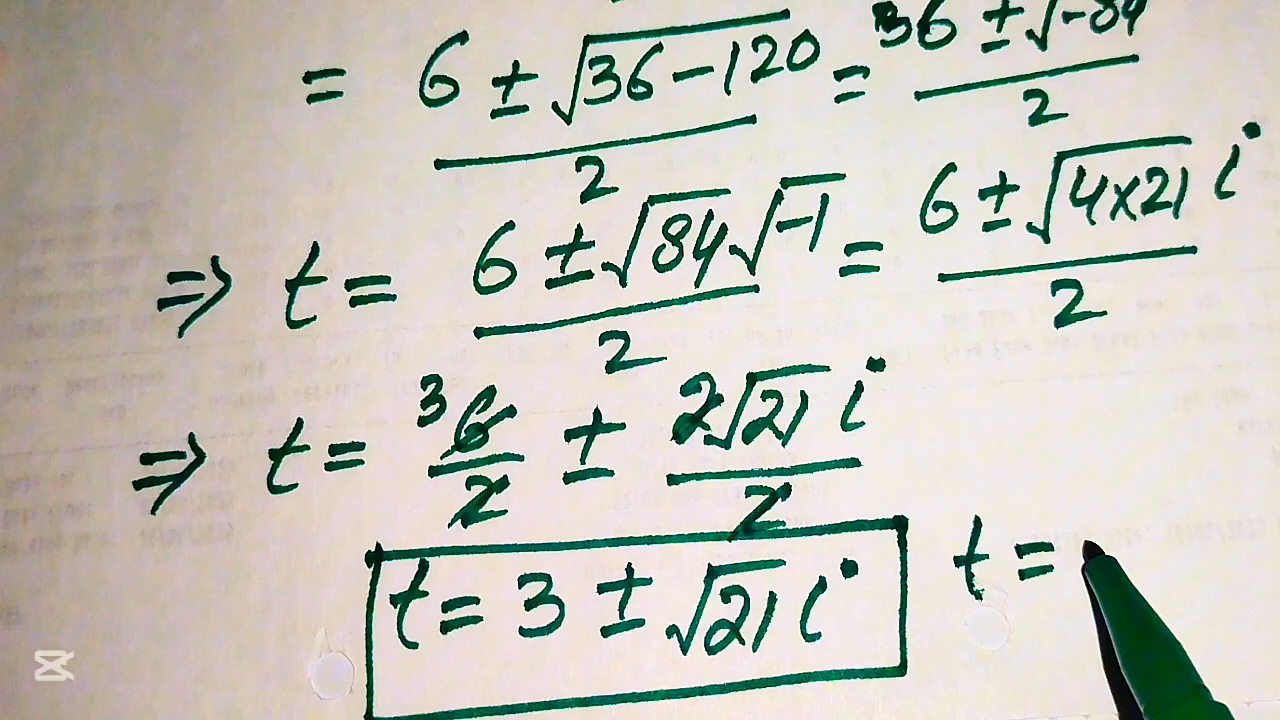 = 6 ± √36-120 / 2 = 36 ± √-84 / 2
⇒ t = 6 ± √84 √-1 / 2 = 6 ± √4×21 i / 2
⇒ t = 3 6/2 ± 2√21 i / 2
t = 3 ± √21 i t =